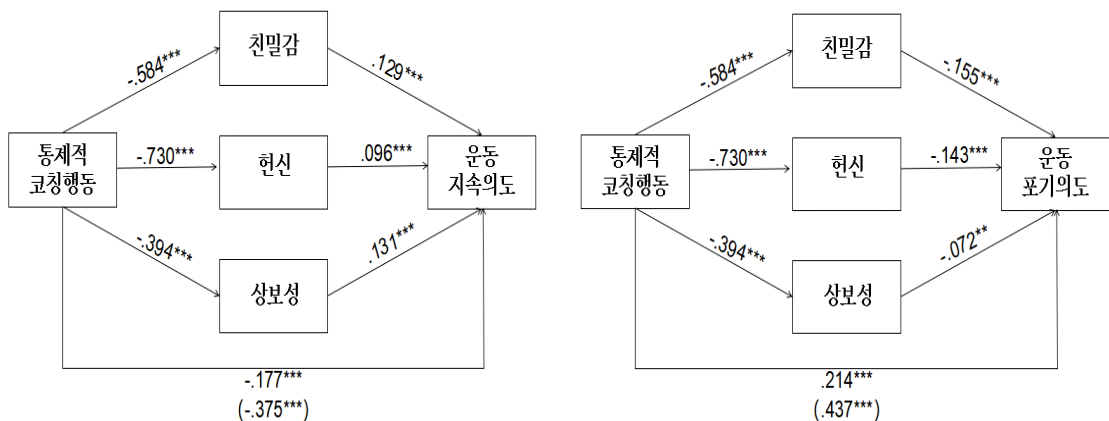 친밀감
-.584***
.129***
통제적
코칭행동
-.730***
헌신
.096***
운동
지속의도
-.394***
상보성
.131***
-.177***
(-.375***)
친밀감
-.584***
-.155***
통제적
코칭행동
-.730***
헌신
-.143***
운동
포기의도
-.394***
상보성
-.072**
.214***
(.437***)